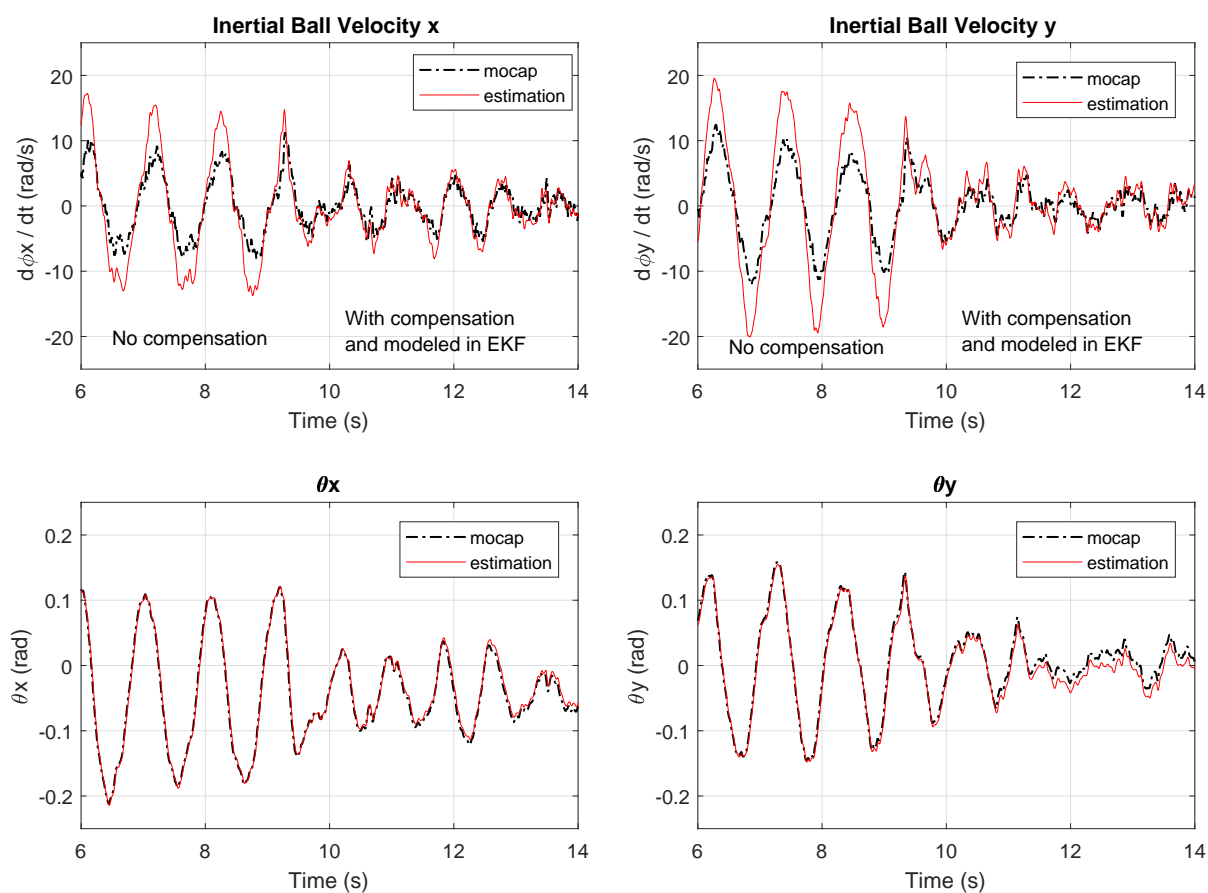 Inertial Ball Velocity x
20
10
0
-10
-20
dϕx / dt (rad/s)
mocap
estimation
No compensation
With compensation
and modeled in EKF
6
8
10
12
14
Time (s)
Inertial Ball Velocity y
20
10
0
-10
-20
dϕy / dt (rad/s)
mocap
estimation
No compensation
With compensation
and modeled in EKF
6
8
10
12
14
Time (s)
θx
0.2
0.1
0
-0.1
-0.2
θx (rad)
mocap
estimation
6
8
10
12
14
Time (s)
θy
0.2
0.1
0
-0.1
-0.2
θy (rad)
mocap
estimation
6
8
10
12
14
Time (s)